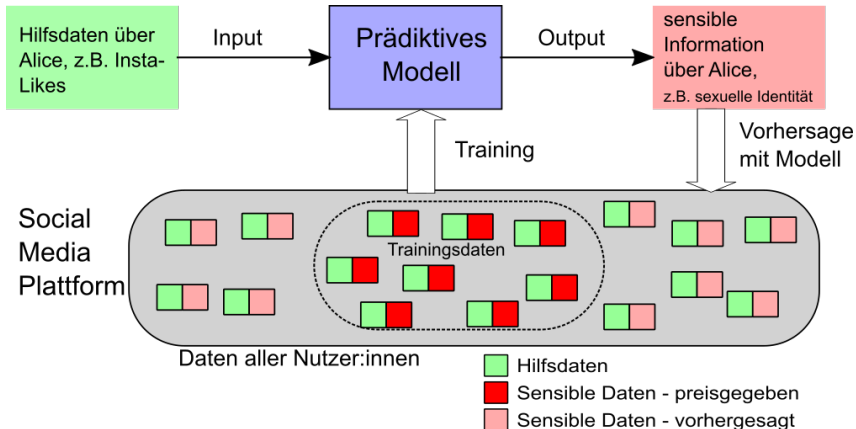 Hilfsdaten über
Alice, z.B. Insta-
Likes
Input
Prädiktives
Modell
Output
sensible
Information
über Alice,
z.B. sexuelle Identität
Training
Vorhersage
mit Modell
Social
Media
Plattform
Trainingsdaten
Daten aller Nutzer:innen
Hilfsdaten
Sensible Daten - preisgegeben
Sensible Daten - vorhergesagt